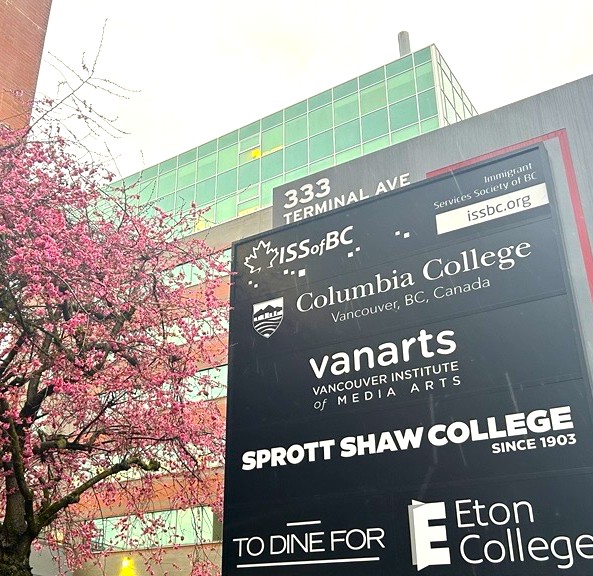 333
TERMINAL AVE
Immigrant
Services Society of BC
issbc.org
ISSofBC
Columbia College
Vancouver, BC, Canada
vanarts
VANCOUVER INSTITUTE
of MEDIA ARTS
SPROTT SHAW COLLEGE
SINCE 1903
TO DINE FOR
E Eton
College